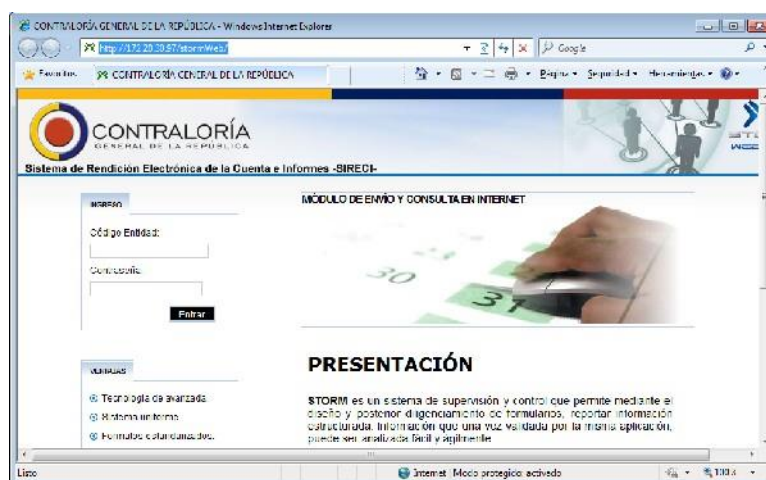 CONTRALORÍA GENERAL DE LA REPÚBLICA - Windows Internet Explorer
http://172.20.30.97/stormWeb/
Google
Favoritos
CONTRALORÍA GENERAL DE LA REPÚBLICA
Página
Seguridad
Herramientas
CONTRALORÍA
GENERAL DE LA REPÚBLICA
Sistema de Rendición Electrónica de la Cuenta e Informes -SIRECI-
INGRESO
MÓDULO DE ENVÍO Y CONSULTA EN INTERNET
Código Entidad:
Contraseña:
30
31
Entrar
PRESENTACIÓN
VENTAJAS
Tecnología de avanzada.
Sistema uniforme.
Formatos estandarizados.
STORM es un sistema de supervisión y control que permite mediante el
diseño y posterior diligenciamiento de formularios, reportar información
estructurada. Información que una vez validada por la misma aplicación,
puede ser analizada fácil y ágilmente
Listo
Internet | Modo protegido: activado
100%